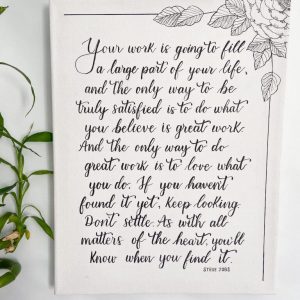 Your work is going to fill
a large part of your life,
and the only way to be
truly satisfied is to do what
you believe is great work.
And the only way to do
great work is to love what
you do. If you haven't
found it yet, keep looking.
Don't settle. As with all
matters of the heart, you'll
know when you find it.
STEVE JOBS